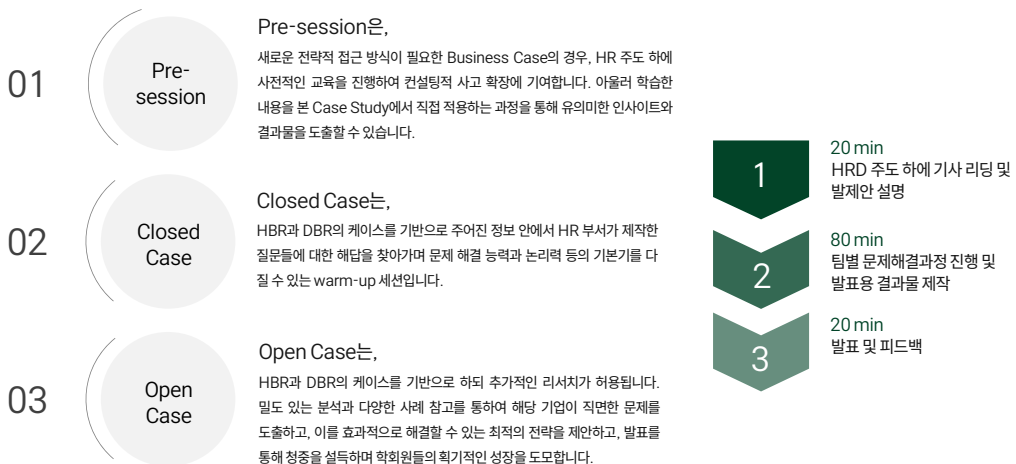 01
Pre-
session
Pre-session은,
새로운 전략적 접근 방식이 필요한 Business Case의 경우, HR 주도 하에
사전적인 교육을 진행하여 컨설팅적 사고 확장에 기여합니다. 아울러 학습한
내용을 본 Case Study에서 직접 적용하는 과정을 통해 유의미한 인사이트와
결과물을 도출할 수 있습니다.
02
Closed
Case
Closed Case는,
HBR과 DBR의 케이스를 기반으로 주어진 정보 안에서 HR 부서가 제작한
질문들에 대한 해답을 찾아가며 문제 해결 능력과 논리력 등의 기본기를 다
질 수 있는 warm-up 세션입니다.
03
Open
Case
Open Case는,
HBR과 DBR의 케이스를 기반으로 하되 추가적인 리서치가 허용됩니다.
밀도 있는 분석과 다양한 사례 참고를 통하여 해당 기업이 직면한 문제를
도출하고, 이를 효과적으로 해결할 수 있는 최적의 전략을 제안하고, 발표를
통해 청중을 설득하며 학회원들의 획기적인 성장을 도모합니다.
1
20 min
HRD 주도 하에 기사 리딩 및
발제안 설명
2
80 min
팀별 문제해결과정 진행 및
발표용 결과물 제작
3
20 min
발표 및 피드백